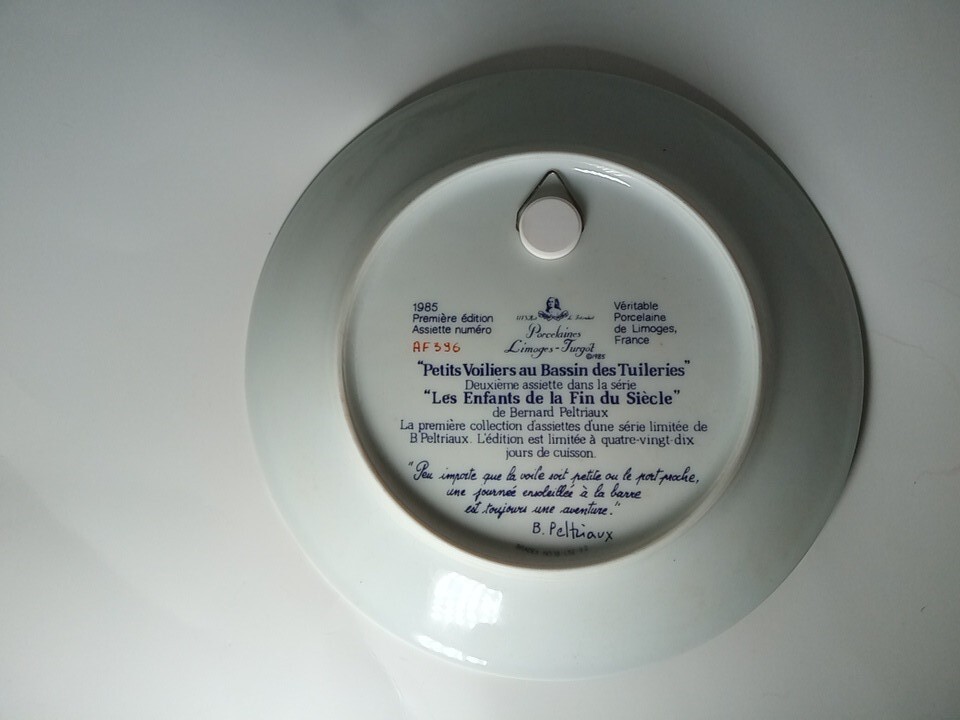 1985
Première édition
Assiette numéro
AF396
Porcelaines
Limoges-Turgot
©1985
Véritable
Porcelaine
de Limoges,
France
"Petits Voiliers au Bassin des Tuileries"
Deuxième assiette dans la série
"Les Enfants de la Fin du Siècle"
de Bernard Peltriaux
La première collection d'assiettes d'une série limitée de
B Peltriaux. L'édition est limitée à quatre-vingt-dix
jours de cuisson.
"Peu importe que la voile soit petite ou le port proche,
une journée ensoleillée à la barre
est toujours une aventure."
B. Peltriaux